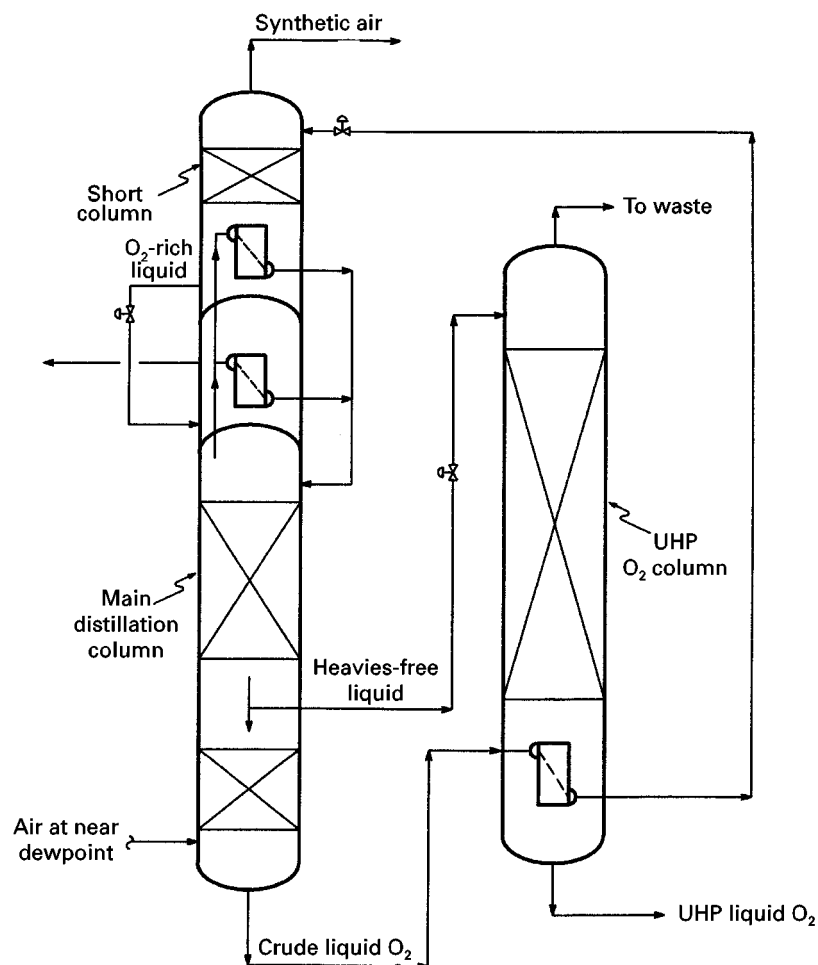 Synthetic air
Short
column
O2-rich
liquid
To waste
UHP
O2 column
Main
distillation
column
Heavies-free
liquid
Air at near
dewpoint
Crude liquid O2
UHP liquid O2